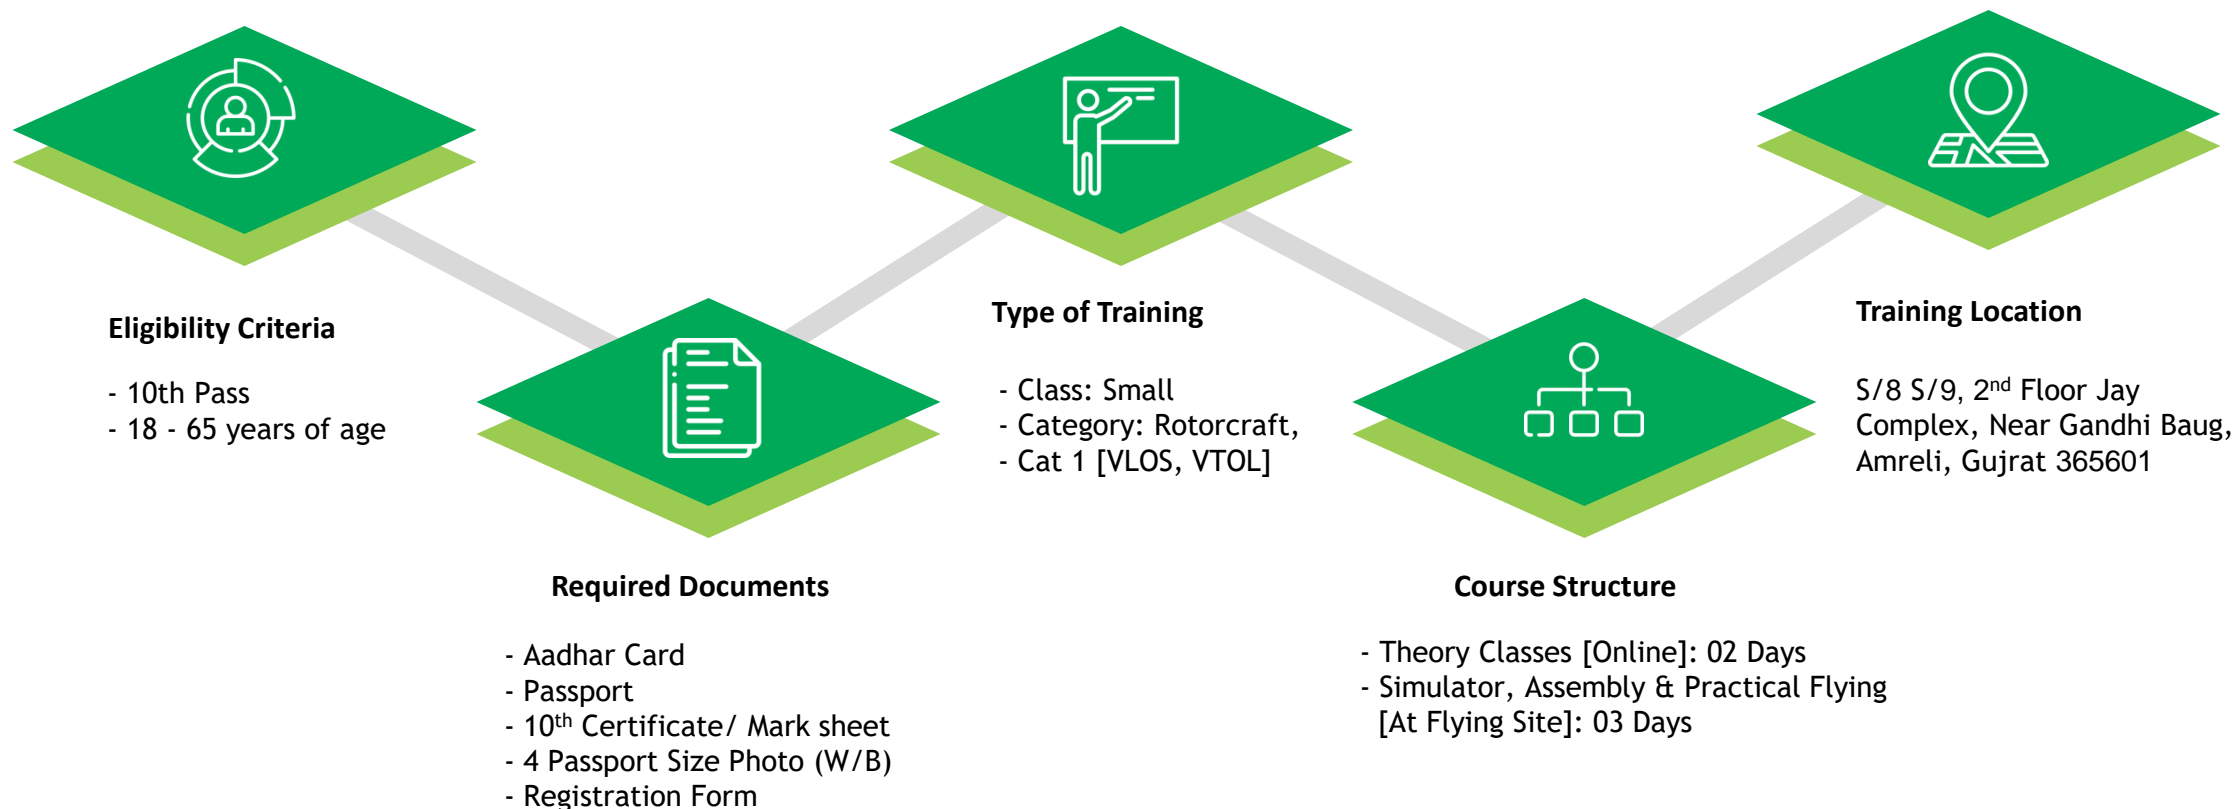 Eligibility Criteria
- 10th Pass
- 18 - 65 years of age
Required Documents
- Aadhar Card
- Passport
- 10th Certificate/ Mark sheet
- 4 Passport Size Photo (W/B)
- Registration Form
Type of Training
- Class: Small
- Category: Rotorcraft,
- Cat 1 [VLOS, VTOL]
Course Structure
- Theory Classes [Online]: 02 Days
- Simulator, Assembly & Practical Flying
[At Flying Site]: 03 Days
Training Location
S/8 S/9, 2nd Floor Jay
Complex, Near Gandhi Baug,
Amreli, Gujrat 365601